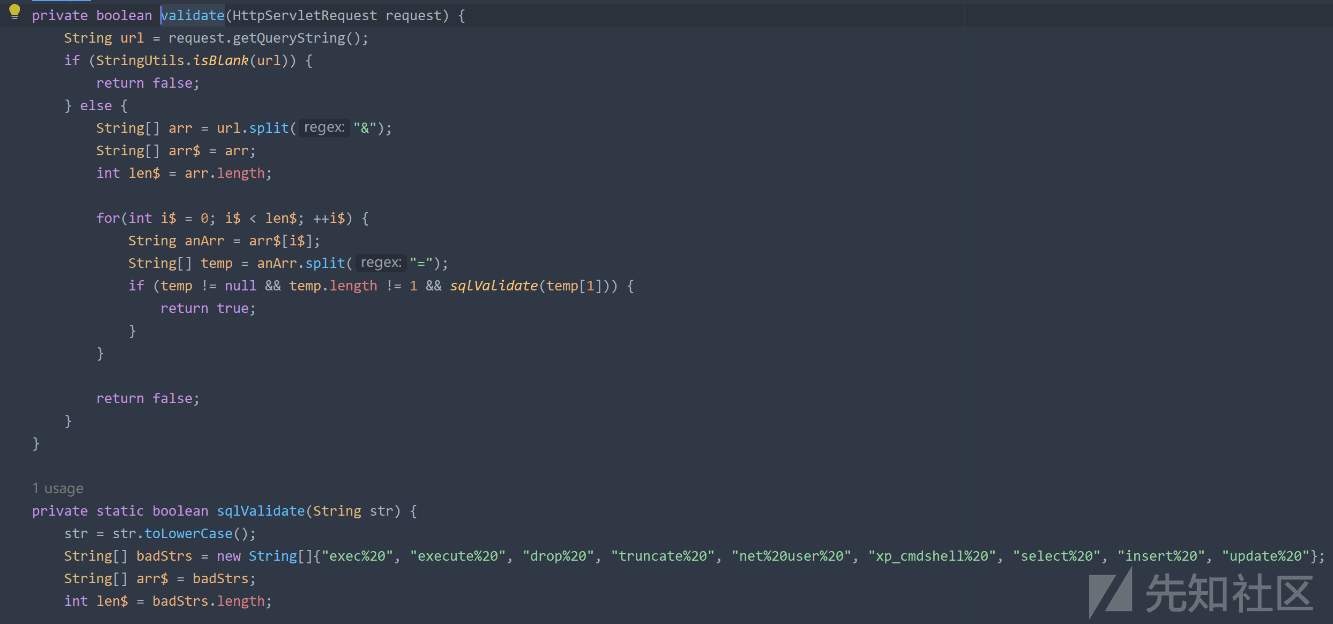 private boolean validate(HttpServletRequest request) {
    String url = request.getQueryString();
    if (StringUtils.isBlank(url)) {
        return false;
    } else {
        String[] arr = url.split( regex: "&");
        String[] arr$ = arr;
        int len$ = arr.length;

        for(int i$ = 0; i$ < len$; ++i$) {
            String anArr = arr$[i$];
            String[] temp = anArr.split( regex: "=");
            if (temp != null && temp.length != 1 && sqlValidate(temp[1])) {
                return true;
            }
        }

        return false;
    }
}

1 usage
private static boolean sqlValidate(String str) {
    str = str.toLowerCase();
    String[] badStrs = new String[]{"exec%20", "execute%20", "drop%20", "truncate%20", "net%20user%20", "xp_cmdshell%20", "select%20", "insert%20", "update%20"};
    String[] arr$ = badStrs;
    int len$ = badStrs.length;
先知社区